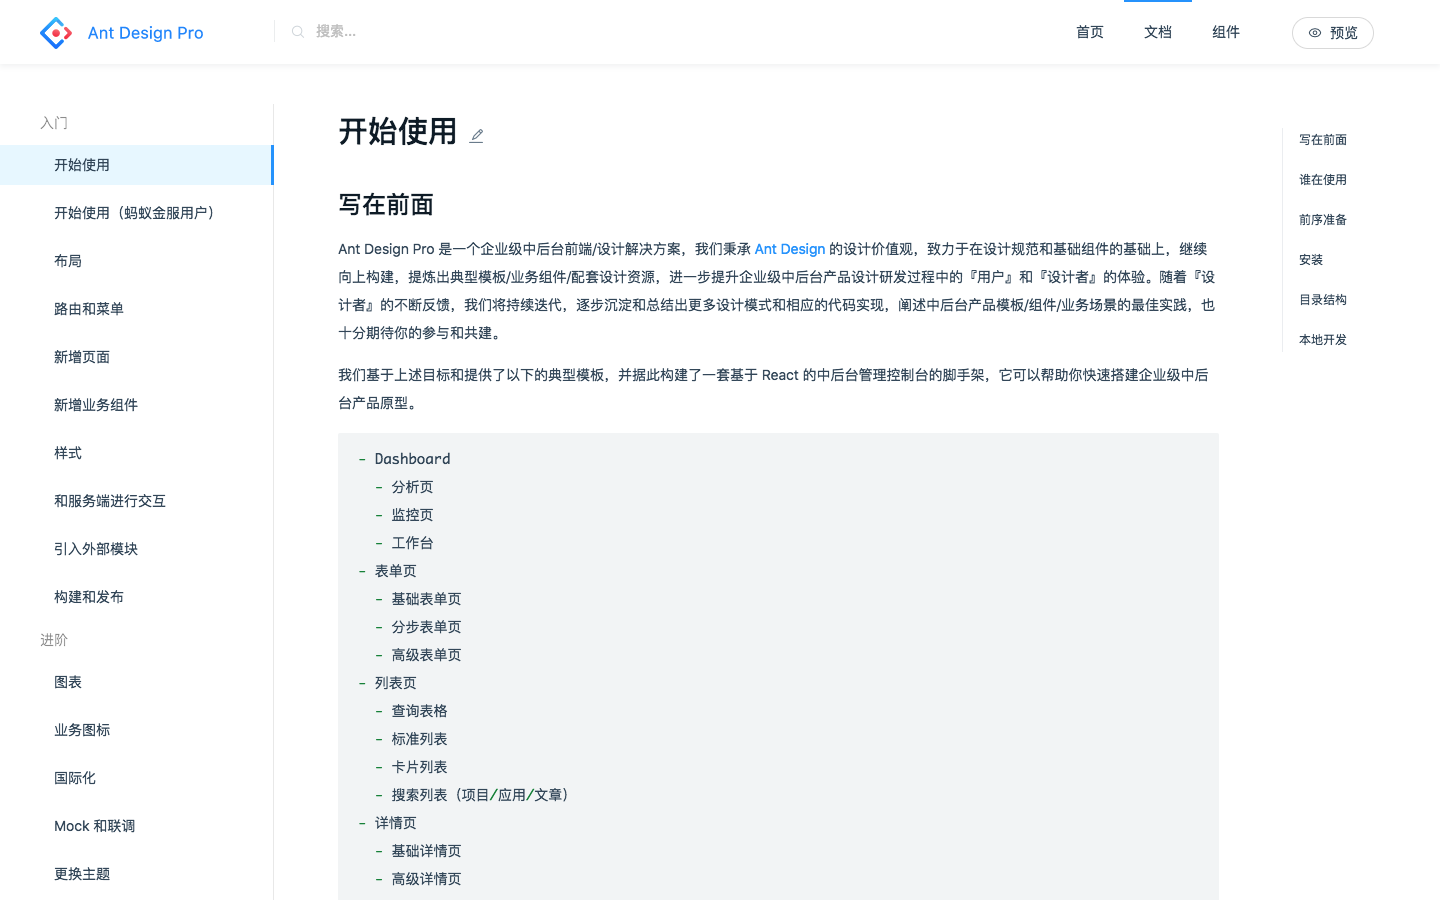 Ant Design Pro
搜索...
首页
文档
组件
预览
入门
开始使用
开始使用（蚂蚁金服用户）
布局
路由和菜单
新增页面
新增业务组件
样式
和服务端进行交互
引入外部模块
构建和发布
进阶
图表
业务图标
国际化
Mock 和联调
更换主题
开始使用
写在前面
Ant Design Pro 是一个企业级中后台前端/设计解决方案，我们秉承 Ant Design 的设计价值观，致力于在设计规范和基础组件的基础上，继续
向上构建，提炼出典型模板/业务组件/配套设计资源，进一步提升企业级中后台产品设计研发过程中的『用户』和『设计者』的体验。随着『设
计者』的不断反馈，我们将持续迭代，逐步沉淀和总结出更多设计模式和相应的代码实现，阐述中后台产品模板/组件/业务场景的最佳实践，也
十分期待你的参与和共建。
我们基于上述目标和提供了以下的典型模板，并据此构建了一套基于 React 的中后台管理控制台的脚手架，它可以帮助你快速搭建企业级中后
台产品原型。
- Dashboard
- 分析页
- 监控页
- 工作台
- 表单页
- 基础表单页
- 分步表单页
- 高级表单页
- 列表页
- 查询表格
- 标准列表
- 卡片列表
- 搜索列表（项目/应用/文章）
- 详情页
- 基础详情页
- 高级详情页
写在前面
谁在使用
前序准备
安装
目录结构
本地开发